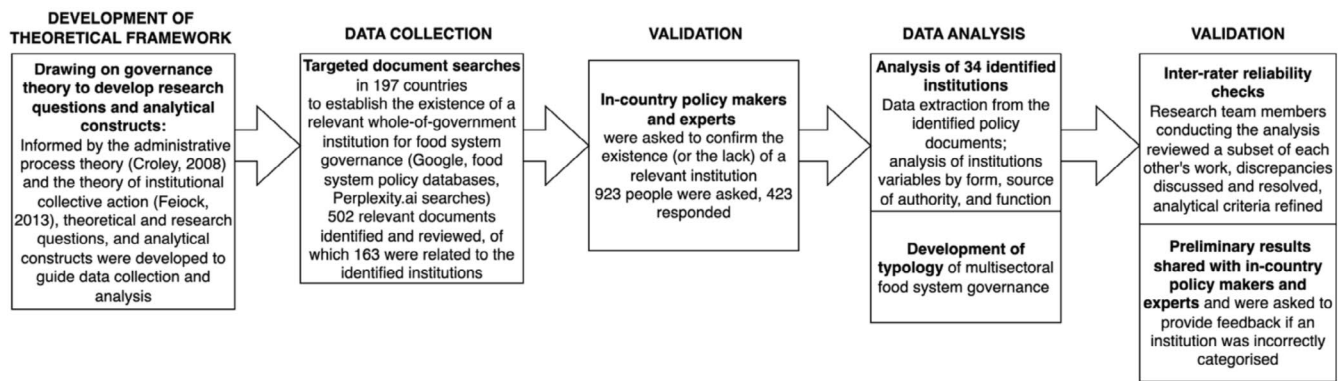 DEVELOPMENT OF
THEORETICAL FRAMEWORK
Drawing on governance
theory to develop research
questions and analytical
constructs:
Informed by the administrative
process theory (Croley, 2008)
and the theory of institutional
collective action (Feiock,
2013), theoretical and research
questions, and analytical
constructs were developed to
guide data collection and
analysis
DATA COLLECTION
Targeted document searches
in 197 countries
to establish the existence of a
relevant whole-of-government
institution for food system
governance (Google, food
system policy databases,
Perplexity.ai searches)
502 relevant documents
identified and reviewed, of
which 163 were related to the
identified institutions
VALIDATION
In-country policy makers
and experts
were asked to confirm the
existence (or the lack) of a
relevant institution
923 people were asked, 423
responded
DATA ANALYSIS
Analysis of 34 identified
institutions
Data extraction from the
identified policy
documents;
analysis of institutions
variables by form, source
of authority, and function
Development of
typology of multisectoral
food system governance
VALIDATION
Inter-rater reliability
checks
Research team members
conducting the analysis
reviewed a subset of each
other's work, discrepancies
discussed and resolved,
analytical criteria refined
Preliminary results
shared with in-country
policy makers and
experts and were asked to
provide feedback if an
institution was incorrectly
categorised